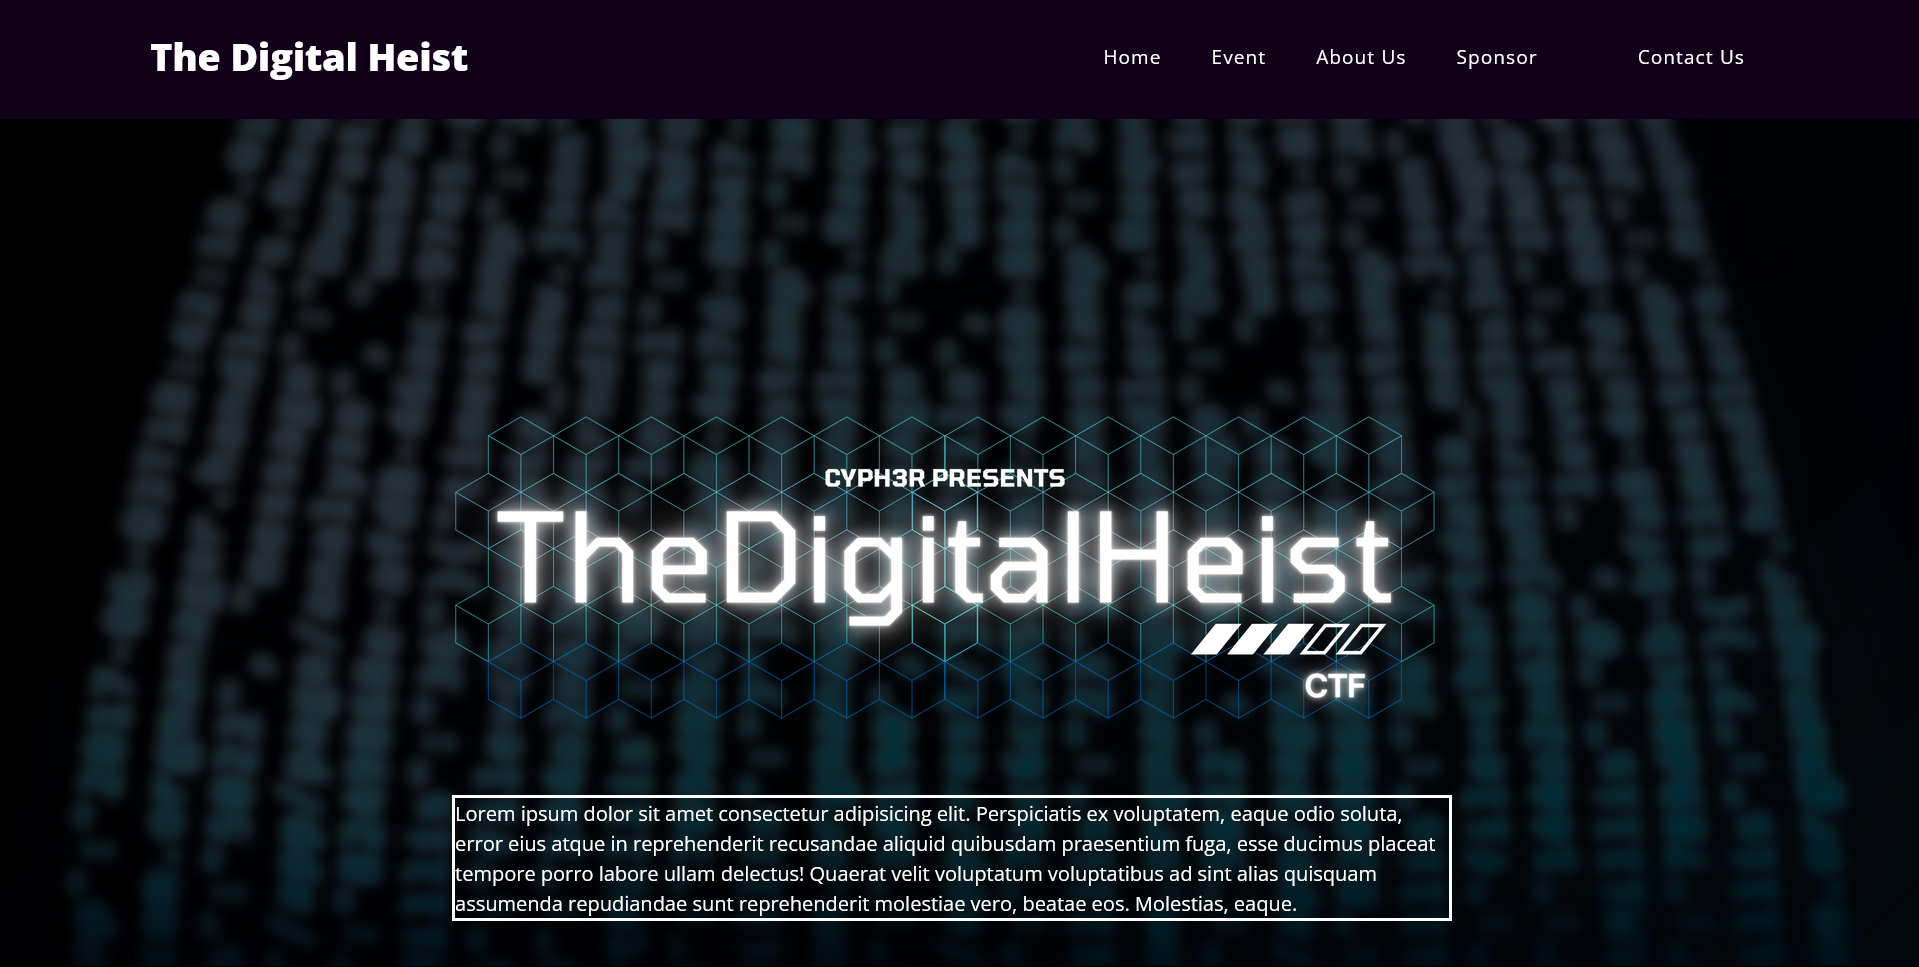 The Digital Heist
Home Event About Us Sponsor Contact Us
CYPH3R PRESENTS
TheDigitalHeist
CTF
Lorem ipsum dolor sit amet consectetur adipisicing elit. Perspiciatis ex voluptatem, eaque odio soluta,
error eius atque in reprehenderit recusandae aliquid quibusdam praesentium fuga, esse ducimus placeat
tempore porro labore ullam delectus! Quaerat velit voluptatum voluptatibus ad sint alias quisquam
assumenda repudiandae sunt reprehenderit molestiae vero, beatae eos. Molestias, eaque.